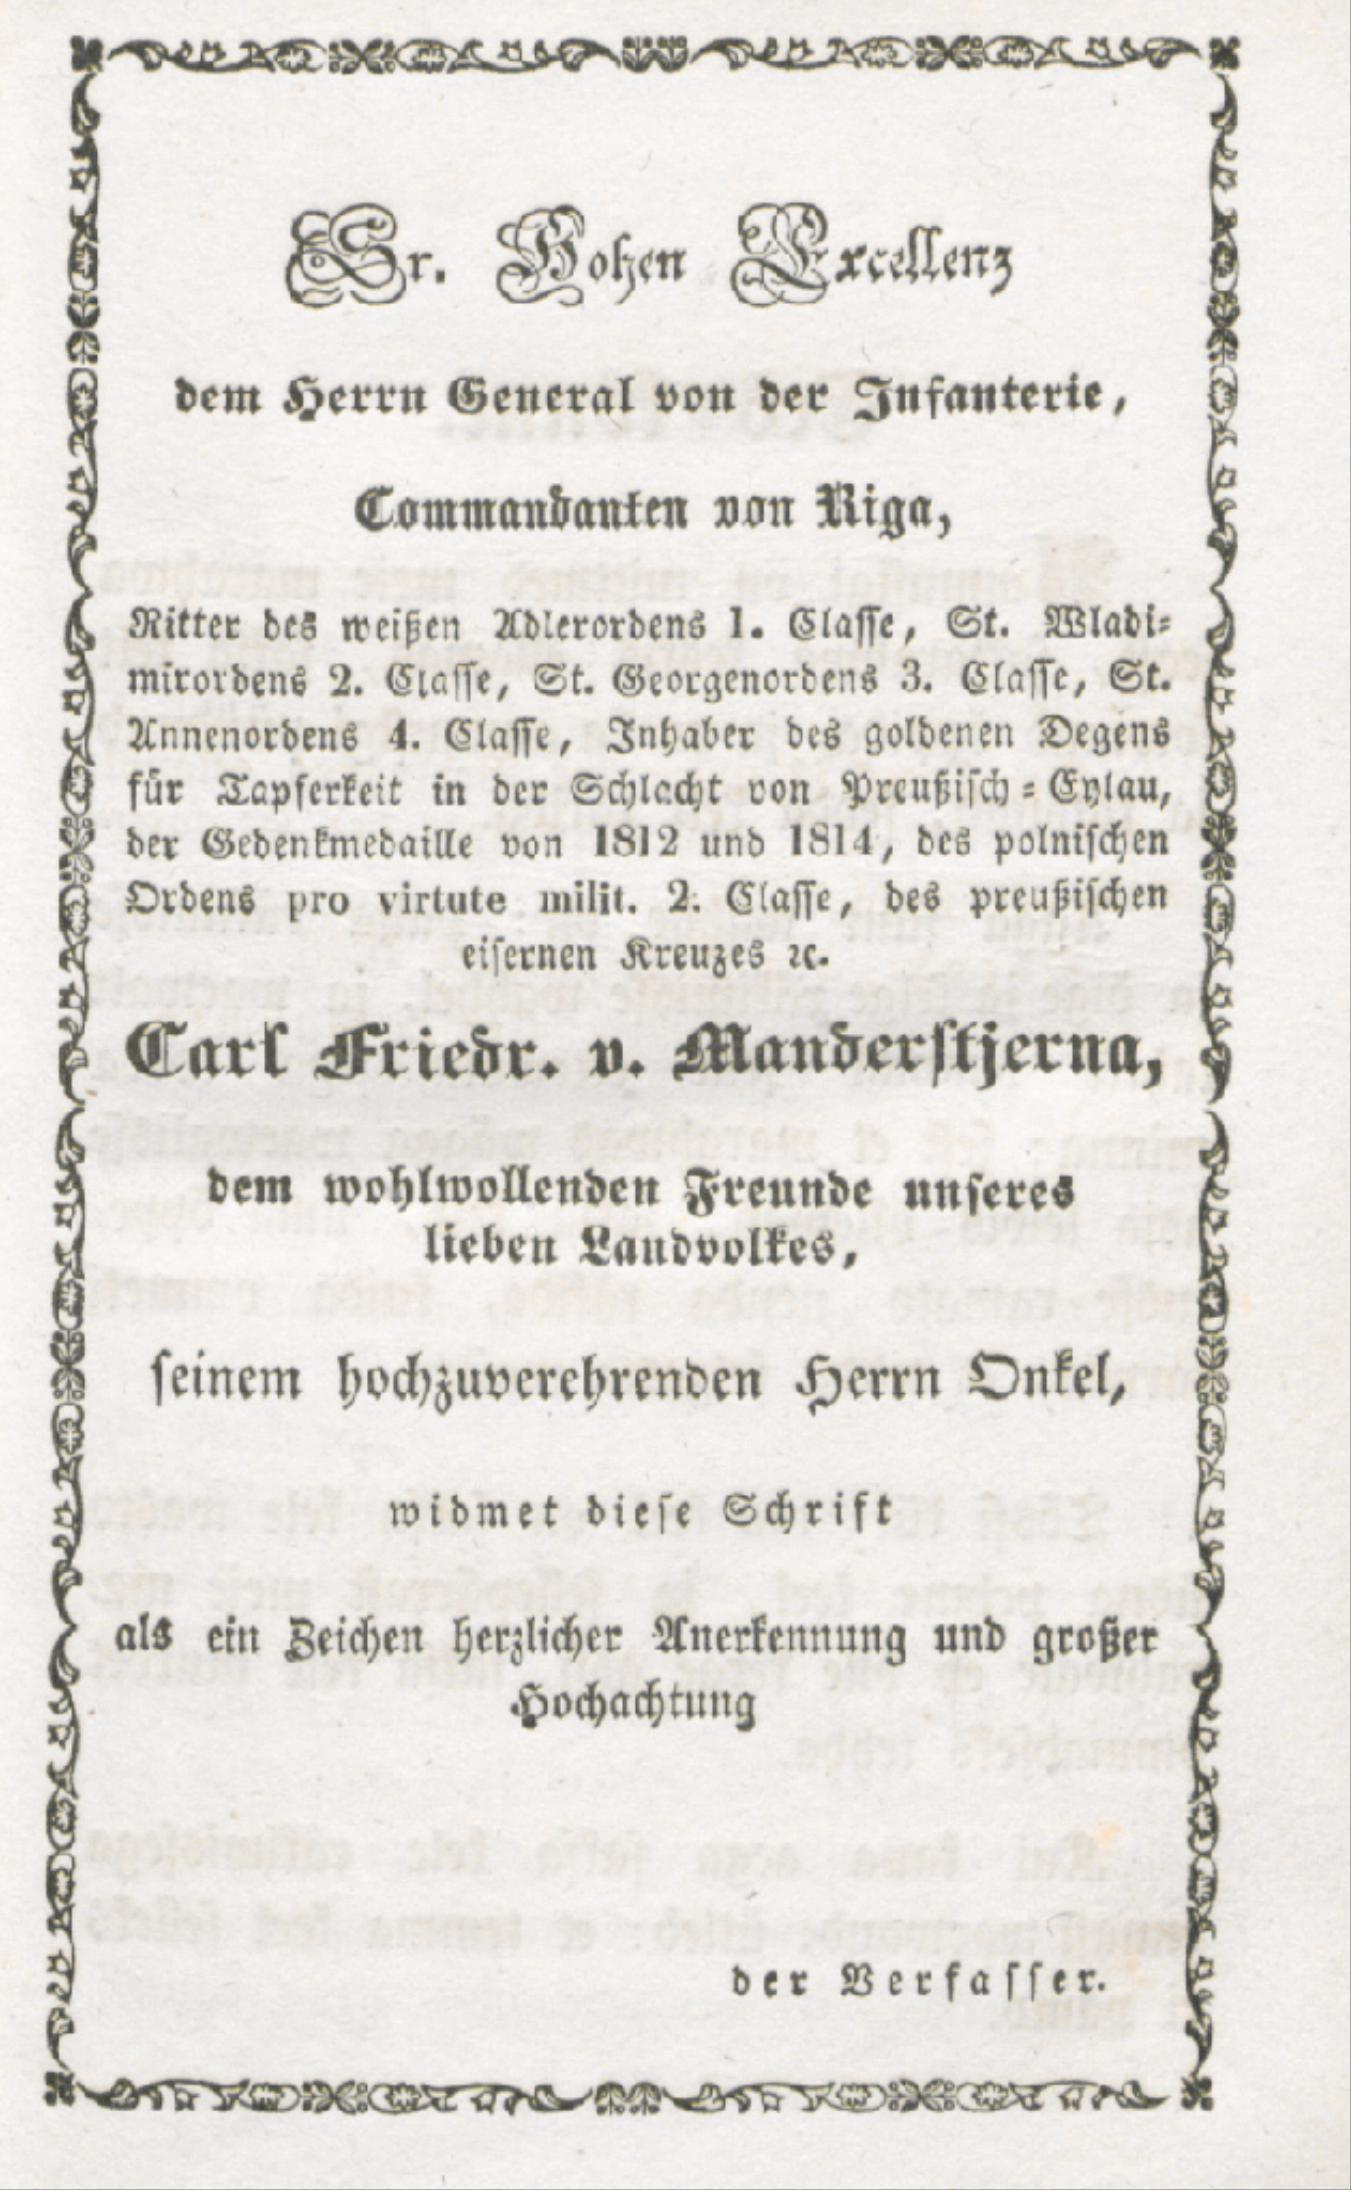 Sr. Hohen Excellenz
dem Herrn General von der Infanterie,
Commandanten von Riga,
Ritter des weißen Adlerordens 1. Classe, St. Wladi-
mirordens 2. Classe, St. Georgenordens 3. Classe, St.
Annenordens 4. Classe, Inhaber des goldenen Degens
für Tapferkeit in der Schlacht von Preußisch-Eylau,
der Gedenkmedaille von 1812 und 1814, des polnischen
Ordens pro virtute milit. 2. Classe, des preußischen
eisernen Kreuzes ꝛc.
Carl Friedr. v. Manderstjerna,
dem wohlwollenden Freunde unseres
lieben Landvolkes,
seinem hochzuverehrenden Herrn Onkel,
widmet diese Schrift
als ein Zeichen herzlicher Anerkennung und großer
Hochachtung
der Verfasser.